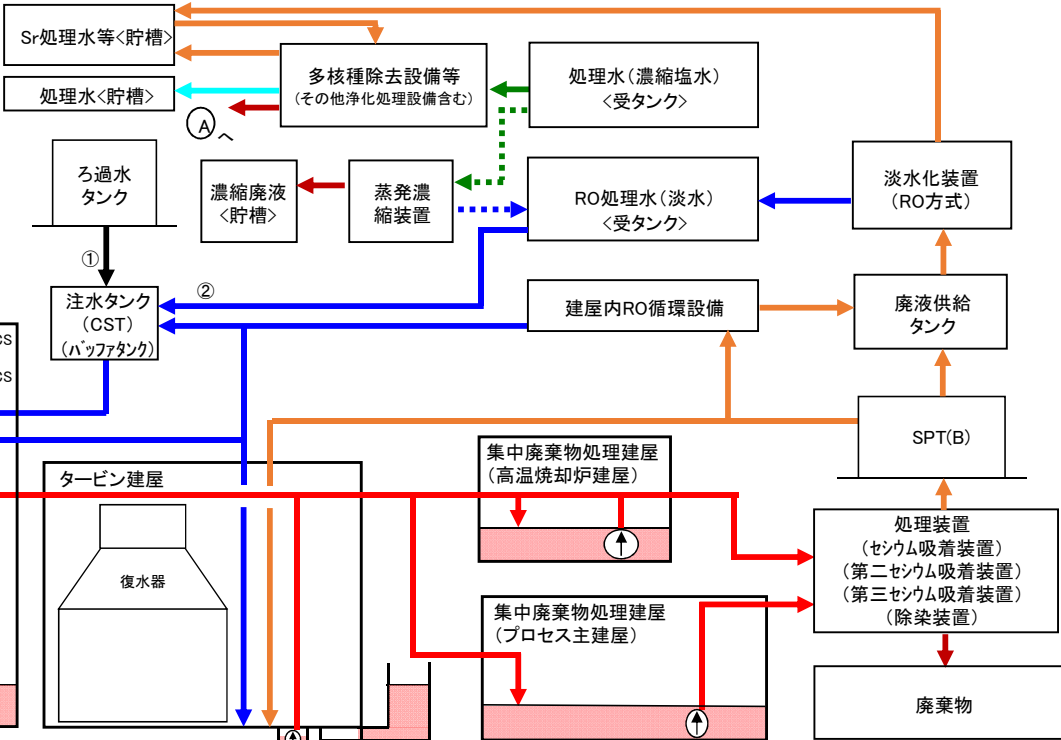 Sr処理水等<貯槽>
処理水<貯槽>
多核種除去設備等
(その他浄化処理設備含む)
Aへ
処理水(濃縮塩水)
<受タンク>
ろ過水
タンク
濃縮廃液
<貯槽>
蒸発濃
縮装置
RO処理水(淡水)
<受タンク>
淡水化装置
(RO方式)
①
②
注水タンク
(CST)
(バッファタンク)
建屋内RO循環設備
廃液供給
タンク
CS
CS
SPT(B)
タービン建屋
復水器
集中廃棄物処理建屋
(高温焼却炉建屋)
処理装置
(セシウム吸着装置)
(第二セシウム吸着装置)
(第三セシウム吸着装置)
(除染装置)
集中廃棄物処理建屋
(プロセス主建屋)
廃棄物